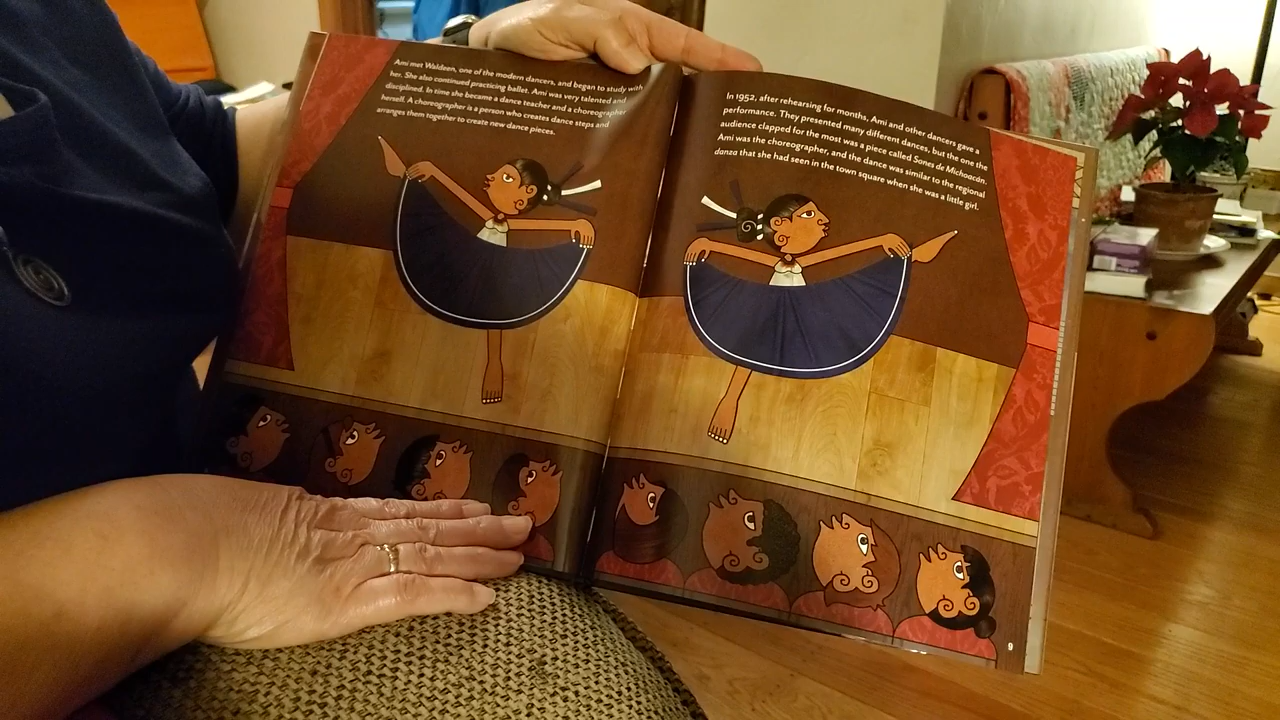 Ami met Waldeen, one of the modern dancers, and began to study with
her. She also continued practicing ballet. Ami was very talented and
disciplined. In time she became a dance teacher and a choreographer
herself. A choreographer is a person who creates dance steps and
arranges them together to create new dance pieces.
In 1952, after rehearsing for months, Ami and other dancers gave a
performance. They presented many different dances, but the one the
audience clapped for the most was a piece called Sones de Michoacán.
Ami was the choreographer, and the dance was similar to the regional
danza that she had seen in the town square when she was a little girl.
9